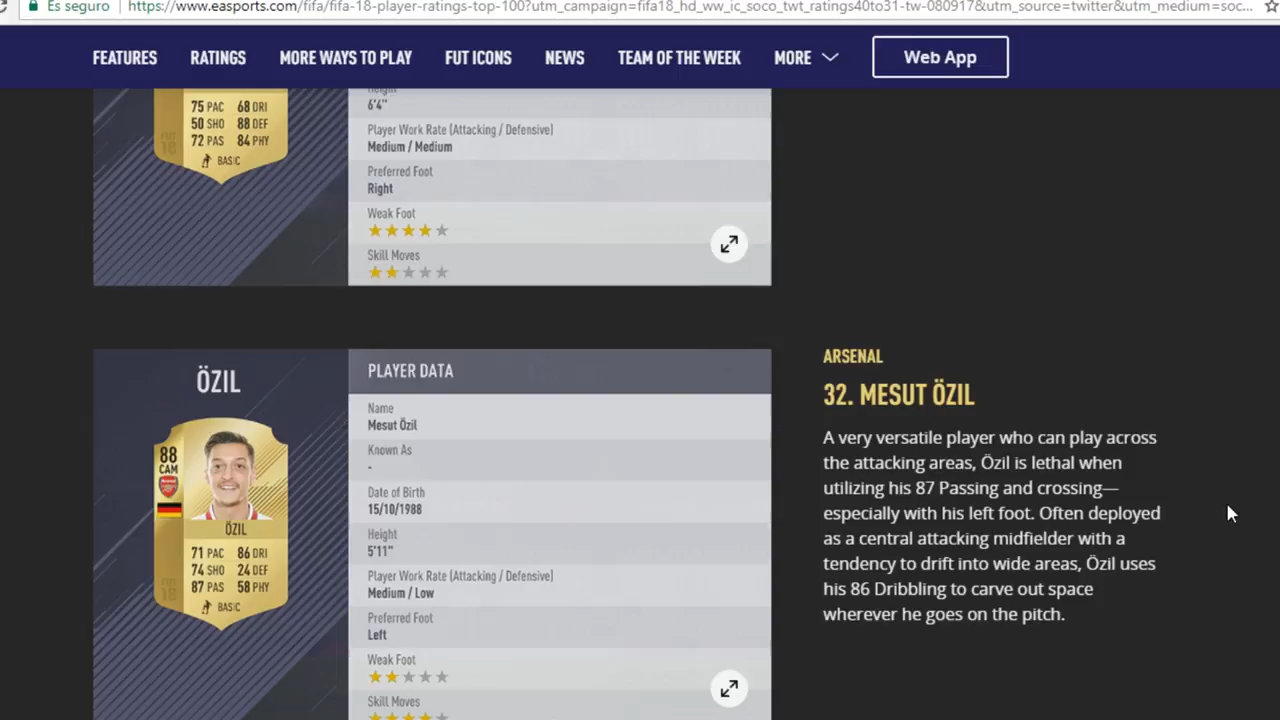 Es seguro
https://www.easports.com/fifa/fifa-18-player-ratings-top-100?utm_campaign=fifa18_hd_ww_ic_soco_twt_ratings40to31-tw-080917&utm_source=twitter&utm_medium=soc...
FEATURES
RATINGS
MORE WAYS TO PLAY
FUT ICONS
NEWS
TEAM OF THE WEEK
MORE
Web App
75 PAC 68 DRI
50 SHO 88 DEF
72 PAS 84 PHY
BASIC
Height
6'4"
Player Work Rate (Attacking / Defensive)
Medium / Medium
Preferred Foot
Right
Weak Foot
Skill Moves
ÖZIL
88
CAM
Arsenal
ÖZIL
71 PAC 86 DRI
74 SHO 24 DEF
87 PAS 58 PHY
BASIC
PLAYER DATA
Name
Mesut Özil
Known As
-
Date of Birth
15/10/1988
Height
5'11"
Player Work Rate (Attacking / Defensive)
Medium / Low
Preferred Foot
Left
Weak Foot
Skill Moves
ARSENAL
32. MESUT ÖZIL
A very versatile player who can play across
the attacking areas, Özil is lethal when
utilizing his 87 Passing and crossing—
especially with his left foot. Often deployed
as a central attacking midfielder with a
tendency to drift into wide areas, Özil uses
his 86 Dribbling to carve out space
wherever he goes on the pitch.